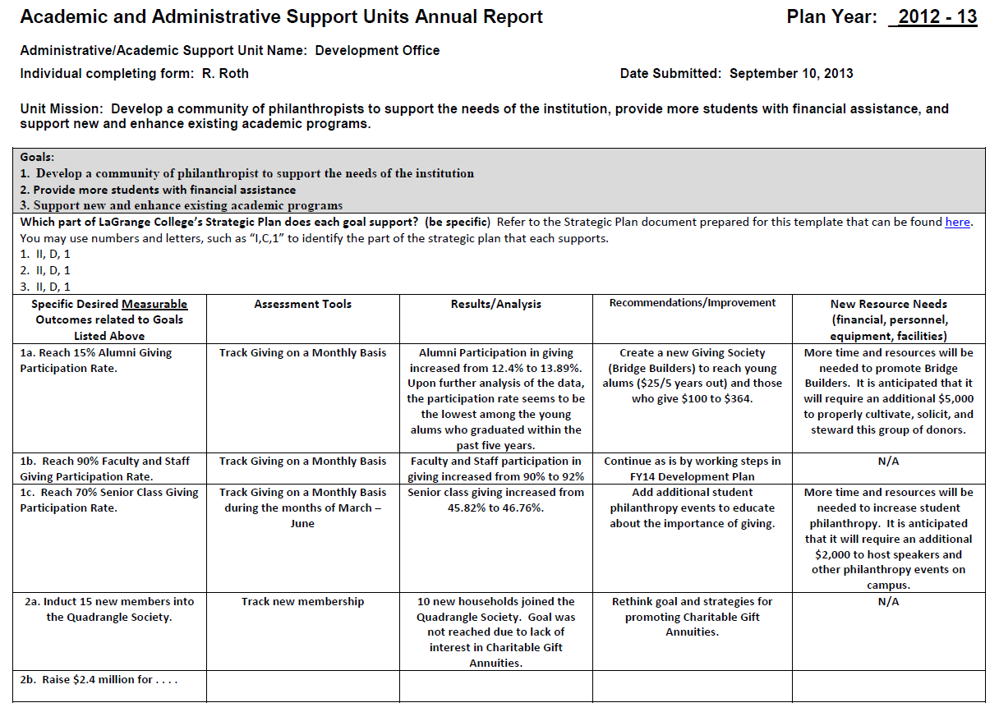 Academic and Administrative Support Units Annual Report
Plan Year: _2012 - 13
Administrative/Academic Support Unit Name: Development Office
Individual completing form: R. Roth
Date Submitted: September 10, 2013
Unit Mission: Develop a community of philanthropists to support the needs of the institution, provide more students with financial assistance, and
support new and enhance existing academic programs.
Goals:
1. Develop a community of philanthropist to support the needs of the institution
2. Provide more students with financial assistance
3. Support new and enhance existing academic programs
Which part of LaGrange College's Strategic Plan does each goal support? (be specific) Refer to the Strategic Plan document prepared for this template that can be found here.
You may use numbers and letters, such as "I,C,1" to identify the part of the strategic plan that each supports.
1. II, D, 1
2. II, D, 1
3. II, D, 1
Specific Desired Measurable
Outcomes related to Goals
Listed Above
Assessment Tools
Results/Analysis
Recommendations/Improvement
New Resource Needs
(financial, personnel,
equipment, facilities)
1a. Reach 15% Alumni Giving
Participation Rate.
Track Giving on a Monthly Basis
Alumni Participation in giving
increased from 12.4% to 13.89%.
Upon further analysis of the data,
the participation rate seems to be
the lowest among the young
alums who graduated within the
past five years.
Create a new Giving Society
(Bridge Builders) to reach young
alums ($25/5 years out) and those
who give $100 to $364.
More time and resources will be
needed to promote Bridge
Builders. It is anticipated that it
will require an additional $5,000
to properly cultivate, solicit, and
steward this group of donors.
1b. Reach 90% Faculty and Staff
Giving Participation Rate.
Track Giving on a Monthly Basis
Faculty and Staff participation in
giving increased from 90% to 92%
Continue as is by working steps in
FY14 Development Plan
N/A
1c. Reach 70% Senior Class Giving
Participation Rate.
Track Giving on a Monthly Basis
during the months of March –
June
Senior class giving increased from
45.82% to 46.76%.
Add additional student
philanthropy events to educate
about the importance of giving.
More time and resources will be
needed to increase student
philanthropy. It is anticipated
that it will require an additional
$2,000 to host speakers and
other philanthropy events on
campus.
2a. Induct 15 new members into
the Quadrangle Society.
Track new membership
10 new households joined the
Quadrangle Society. Goal was
not reached due to lack of
interest in Charitable Gift
Annuities.
Rethink goal and strategies for
promoting Charitable Gift
Annuities.
N/A
2b. Raise $2.4 million for . . . .